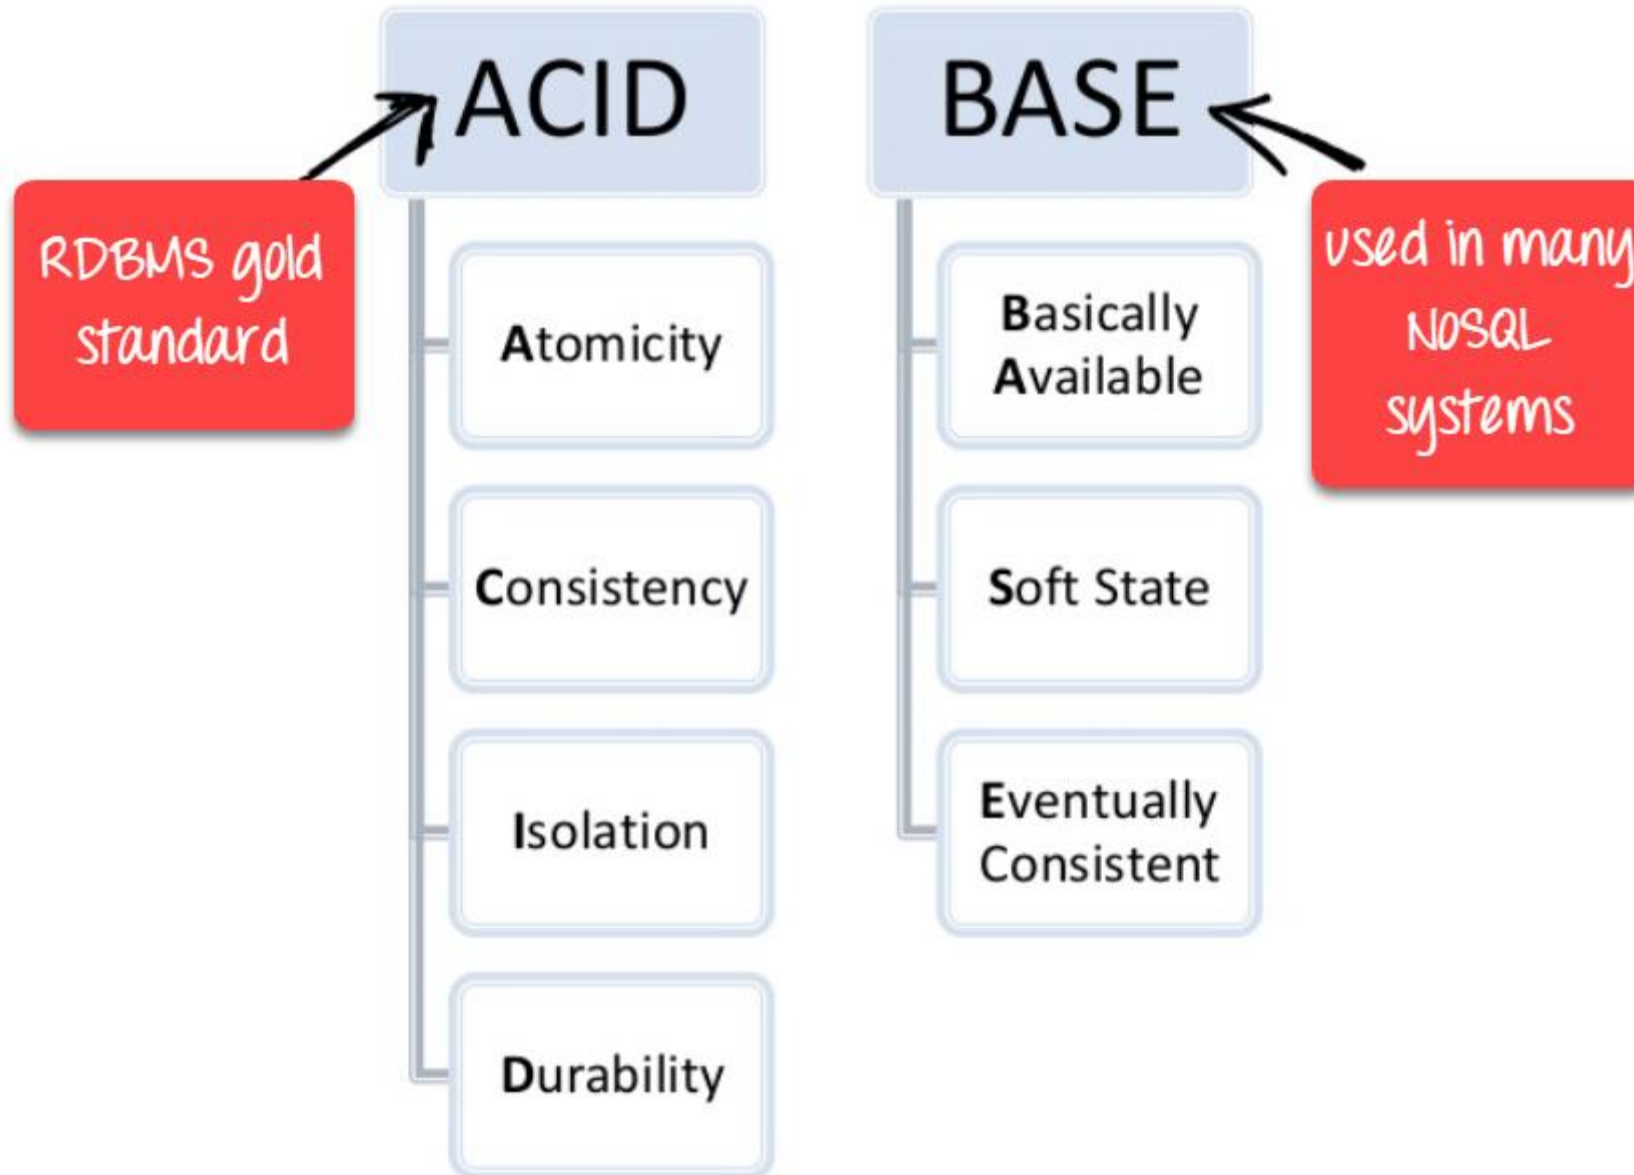 ACID
BASE
RDBMS gold
standard
used in many
NOSQL
systems
Atomicity
Consistency
Isolation
Durability
Basically
Available
Soft State
Eventually
Consistent